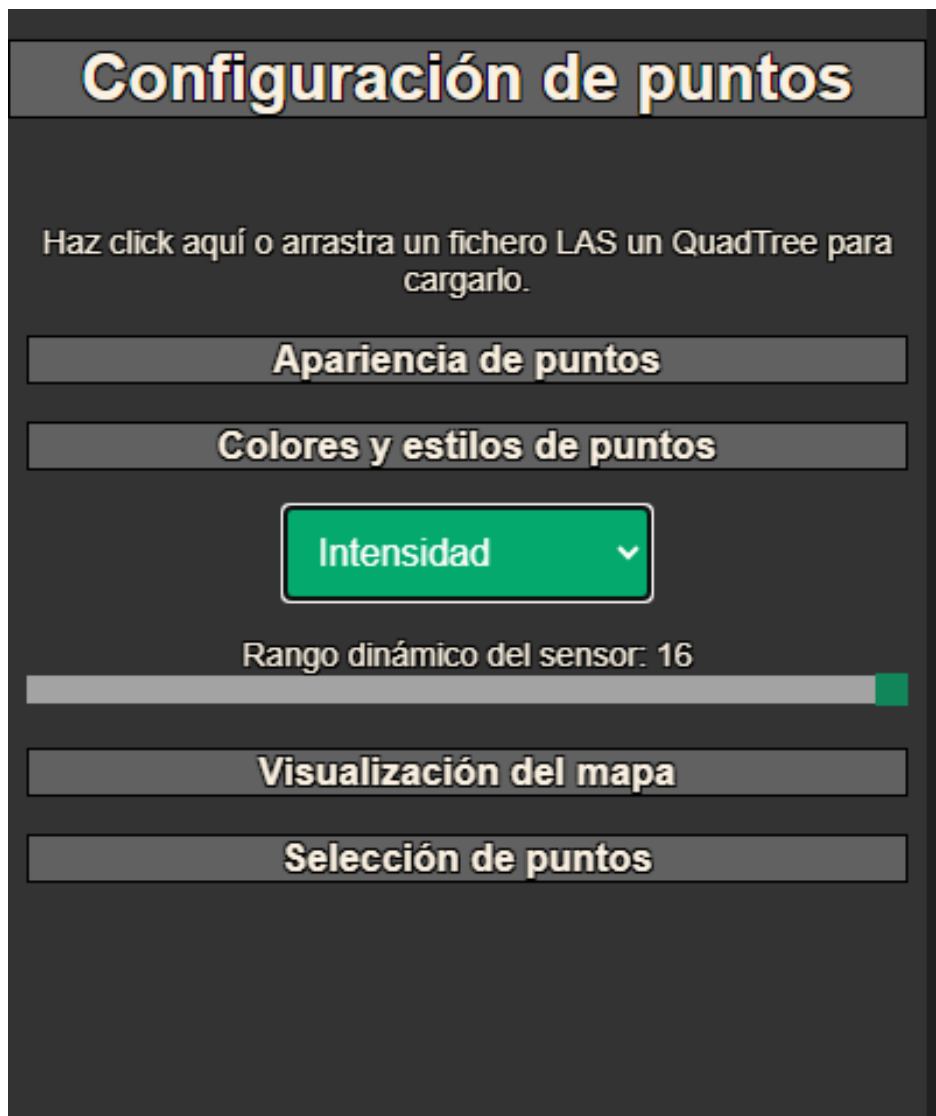 Configuración de puntos
Haz click aquí o arrastra un fichero LAS un QuadTree para
cargarlo.
Apariencia de puntos
Colores y estilos de puntos
Intensidad
Rango dinámico del sensor: 16
Visualización del mapa
Selección de puntos